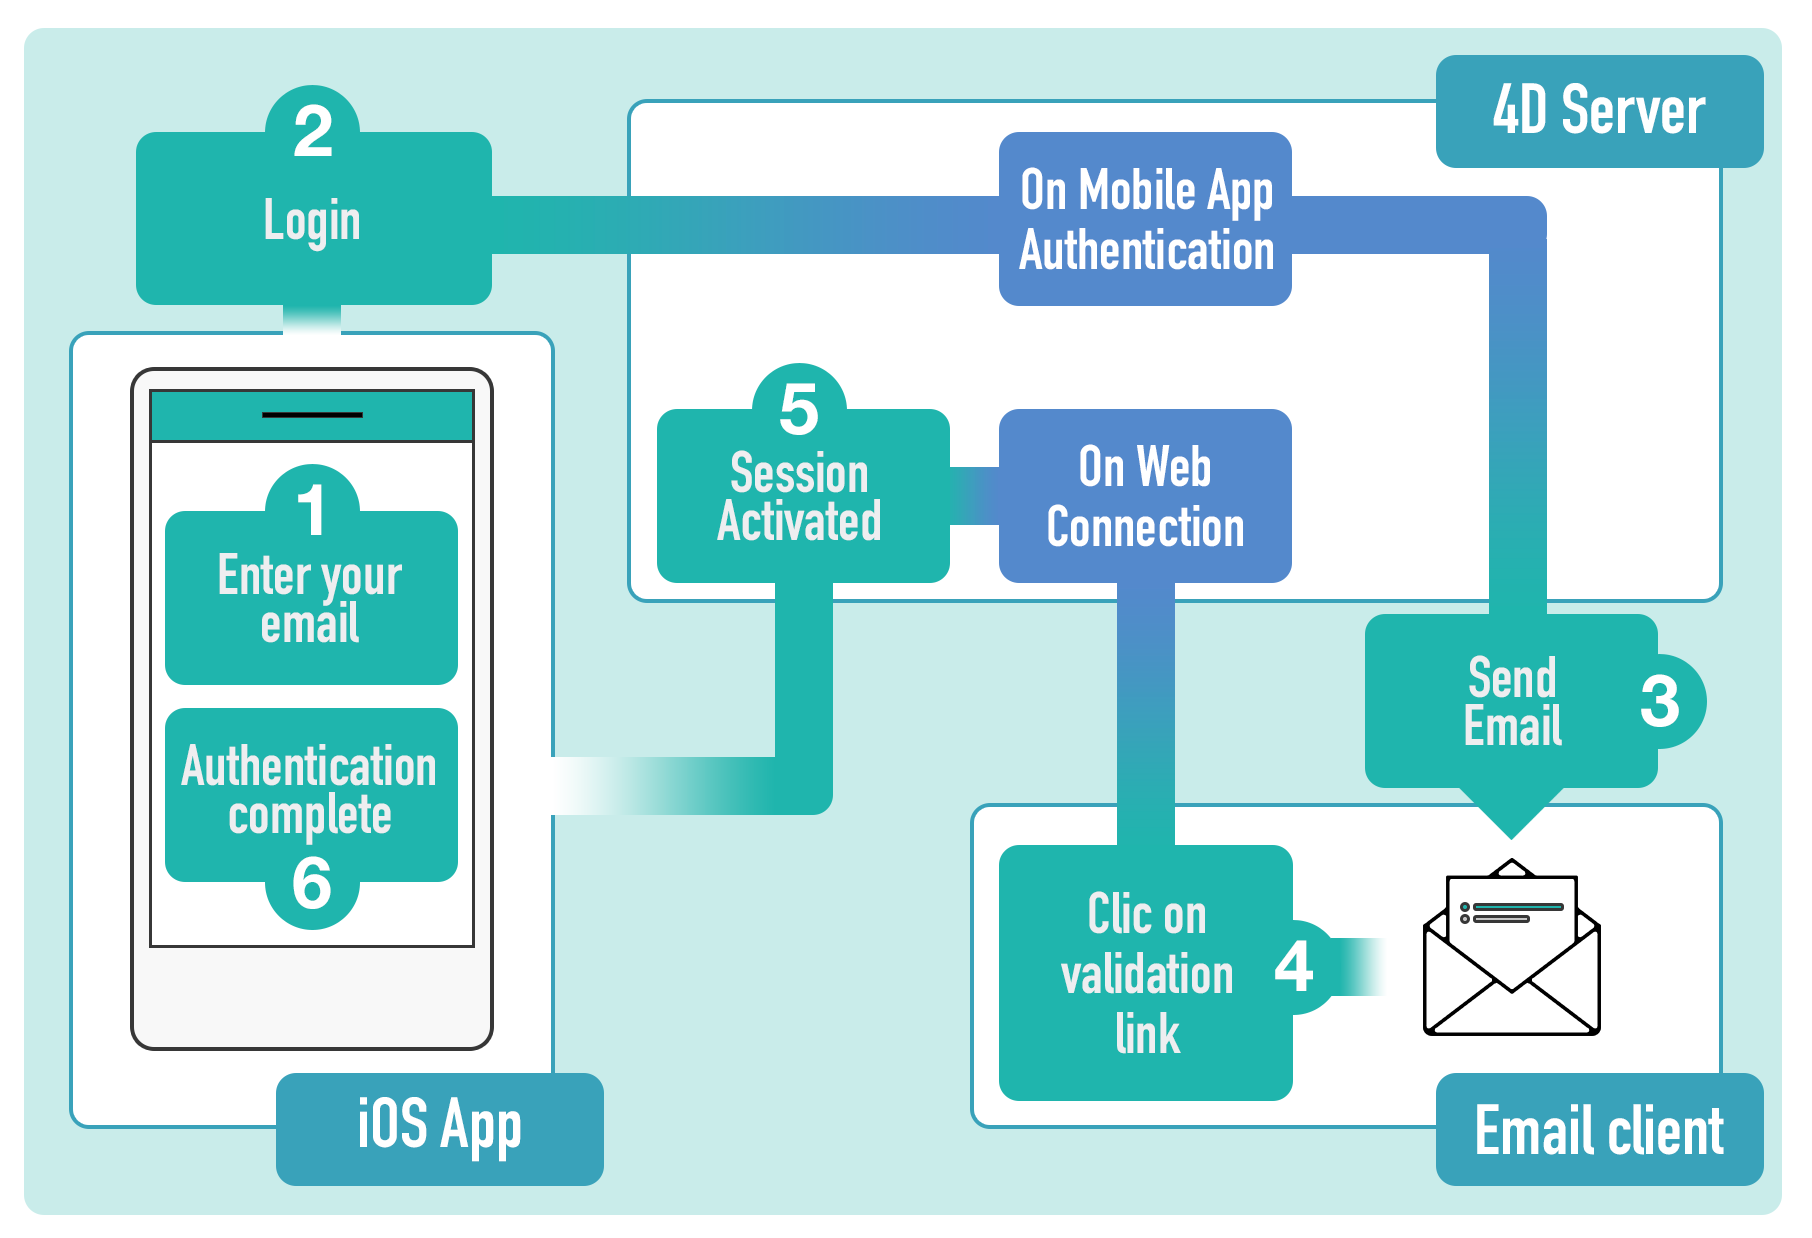 4D Server
2
Login
On Mobile App
Authentication
5
Session
Activated
On Web
Connection
1
Enter your
email
Authentication
complete
6
Send
Email
3
Clic on
validation
link
4
iOS App
Email client